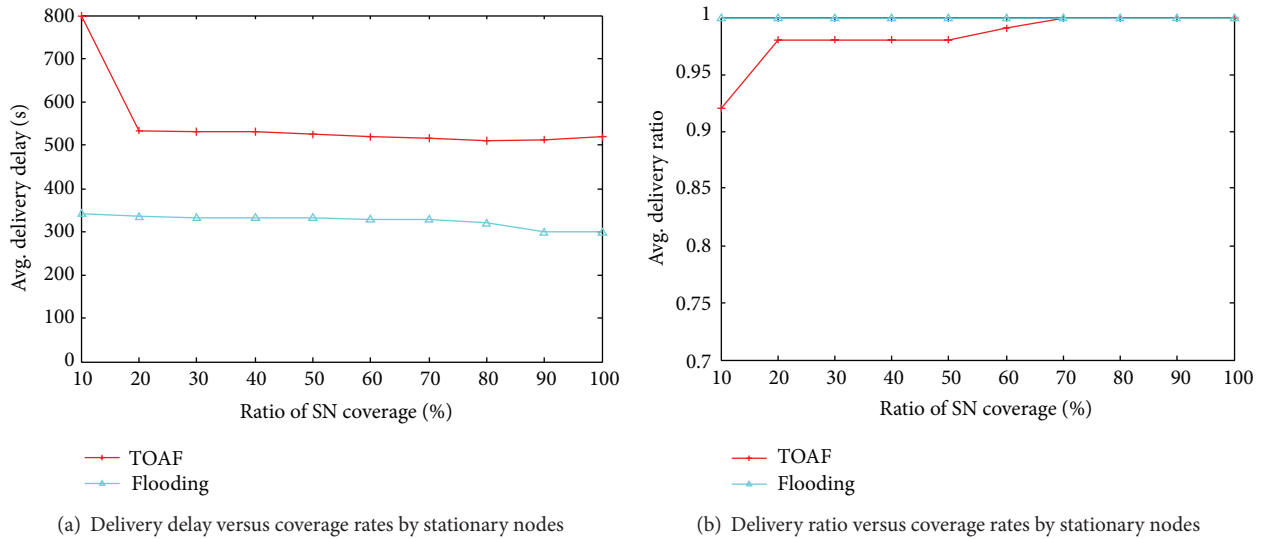 800
700
600
500
400
300
200
100
0
Avg. delivery delay (s)
10 20 30 40 50 60 70 80 90 100
Ratio of SN coverage (%)
TOAF
Flooding
(a) Delivery delay versus coverage rates by stationary nodes
1
0.95
0.9
0.85
0.8
0.75
0.7
Avg. delivery ratio
10 20 30 40 50 60 70 80 90 100
Ratio of SN coverage (%)
TOAF
Flooding
(b) Delivery ratio versus coverage rates by stationary nodes